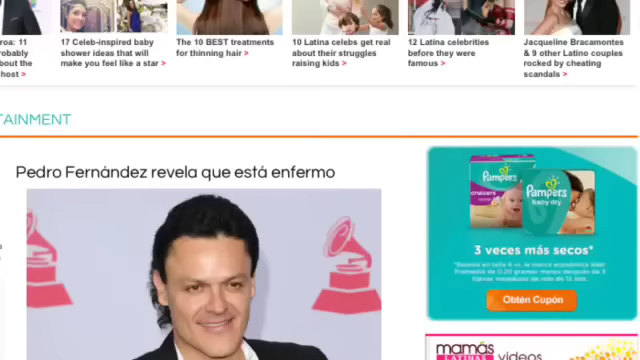 roa: 11
robably
bout the
host >
17 Celeb-inspired baby
shower ideas that will
make you feel like a star >
The 10 BEST treatments
for thinning hair >
10 Latina celebs get real
about their struggles
raising kids >
12 Latina celebrities
before they were
famous >
Jacqueline Bracamontes
& 9 other Latino couples
rocked by cheating
scandals >
TAINMENT
Pedro Fernández revela que está enfermo
Pampers
Pampers
baby dry
3 veces más secos*
Obtén Cupón
mamás
LATINAS videos